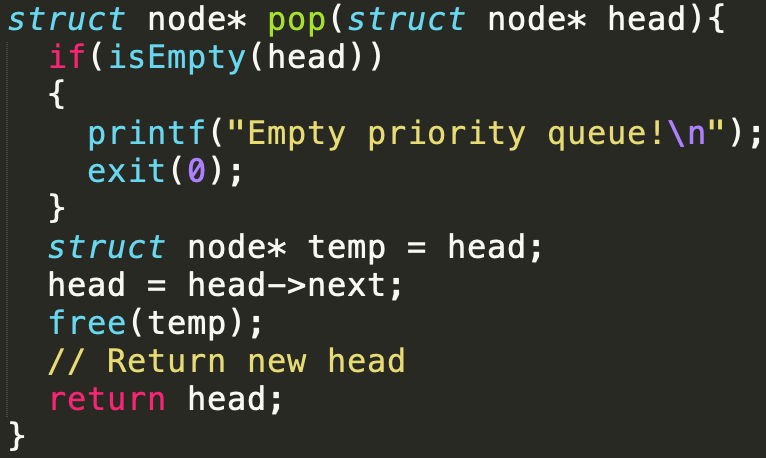 struct node* pop(struct node* head){
  if(isEmpty(head))
  {
    printf("Empty priority queue!\n");
    exit(0);
  }
  struct node* temp = head;
  head = head->next;
  free(temp);
  // Return new head
  return head;
}